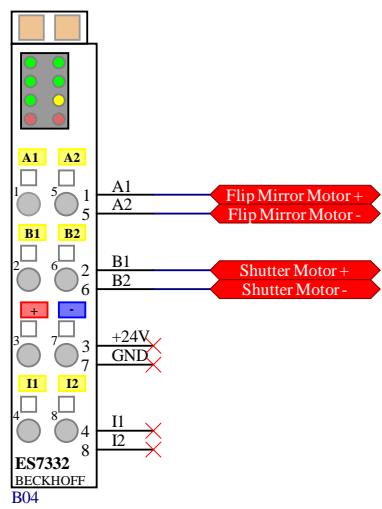 A1 A2
1 5
1 A1 Flip Mirror Motor +
5 A2 Flip Mirror Motor -
B1 B2
2 6
2 B1 Shutter Motor +
6 B2 Shutter Motor -
+ -
3 7
3 +24V
7 GND
I1 I2
4 8
4 I1
8 I2
ES7332
BECKHOFF
B04